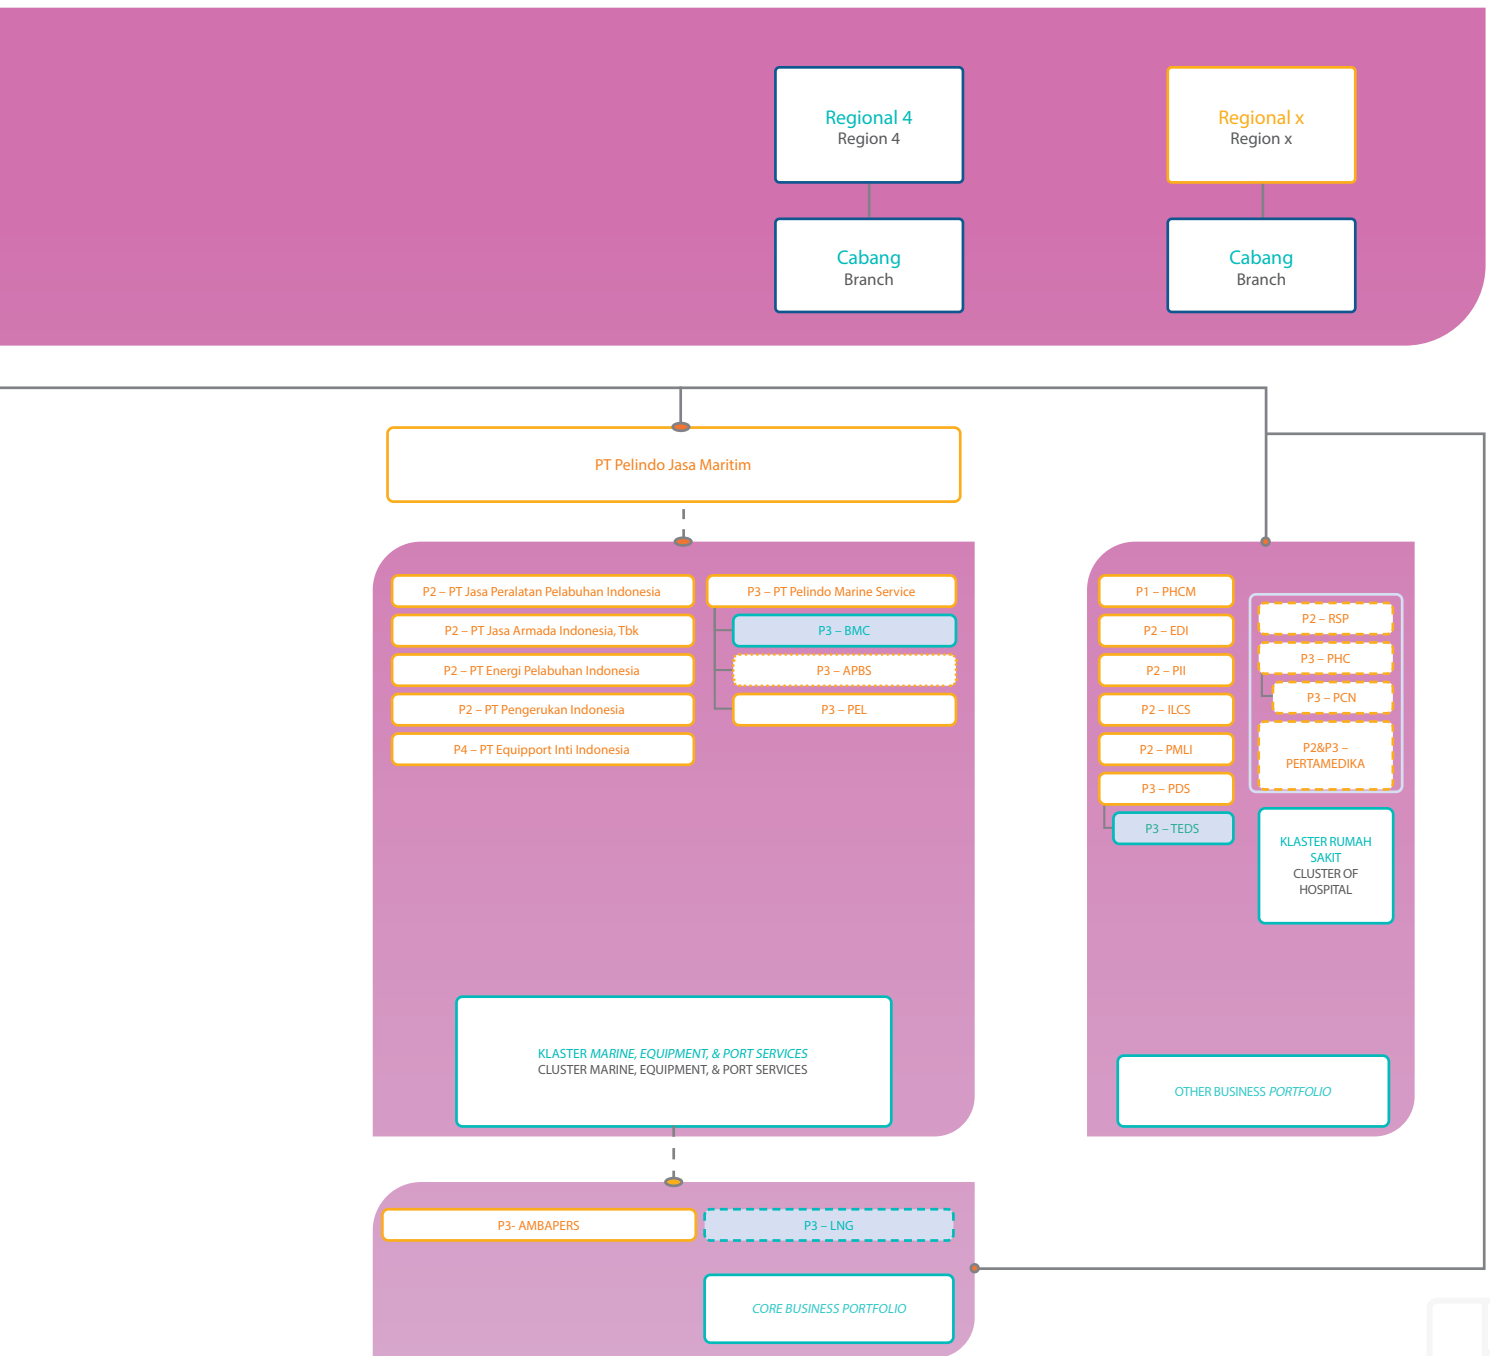 Regional 4
Region 4
Regional x
Region x
Cabang
Branch
Cabang
Branch
PT Pelindo Jasa Maritim
P2 – PT Jasa Peralatan Pelabuhan Indonesia
P2 – PT Jasa Armada Indonesia, Tbk
P2 – PT Energi Pelabuhan Indonesia
P2 – PT Pengerukan Indonesia
P4 – PT Equipport Inti Indonesia
P3 – PT Pelindo Marine Service
P3 – BMC
P3 – APBS
P3 – PEL
KLASTER MARINE, EQUIPMENT, & PORT SERVICES
CLUSTER MARINE, EQUIPMENT, & PORT SERVICES
P1 – PHCM
P2 – EDI
P2 – PII
P2 – ILCS
P2 – PMLI
P3 – PDS
P3 – TEDS
P2 – RSP
P3 – PHC
P3 – PCN
P2&P3 –
PERTAMEDIKA
KLASTER RUMAH
SAKIT
CLUSTER OF
HOSPITAL
OTHER BUSINESS PORTFOLIO
P3- AMBAPERS
P3 – LNG
CORE BUSINESS PORTFOLIO